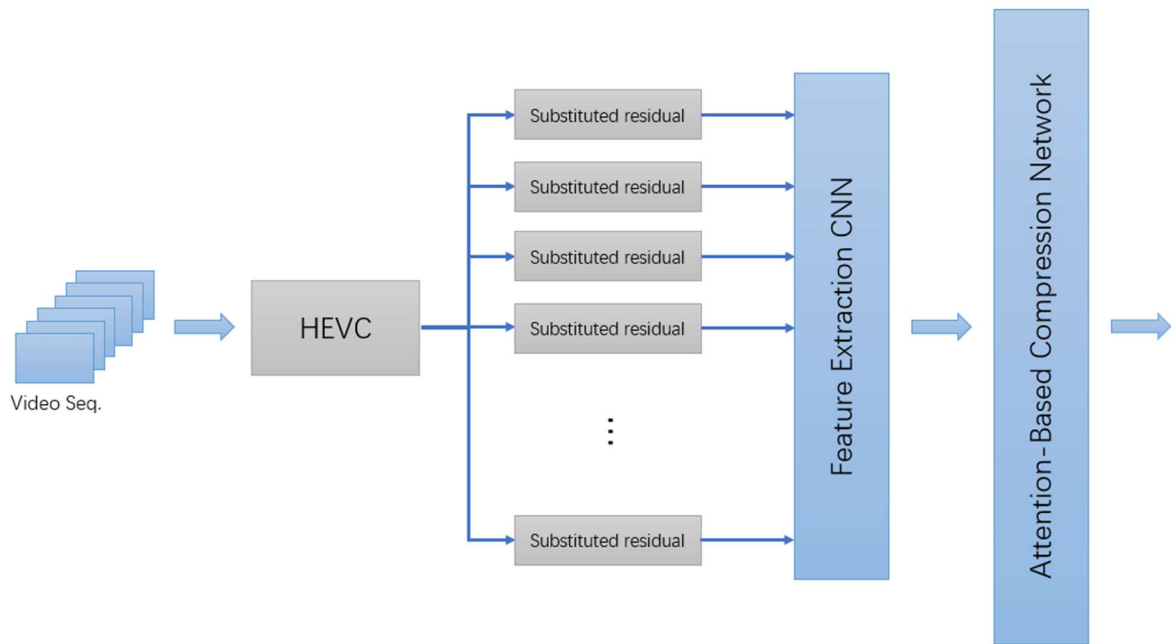 Video Seq.
HEVC
Substituted residual
Substituted residual
Substituted residual
Substituted residual
⋮
Substituted residual
Feature Extraction CNN
Attention-Based Compression Network